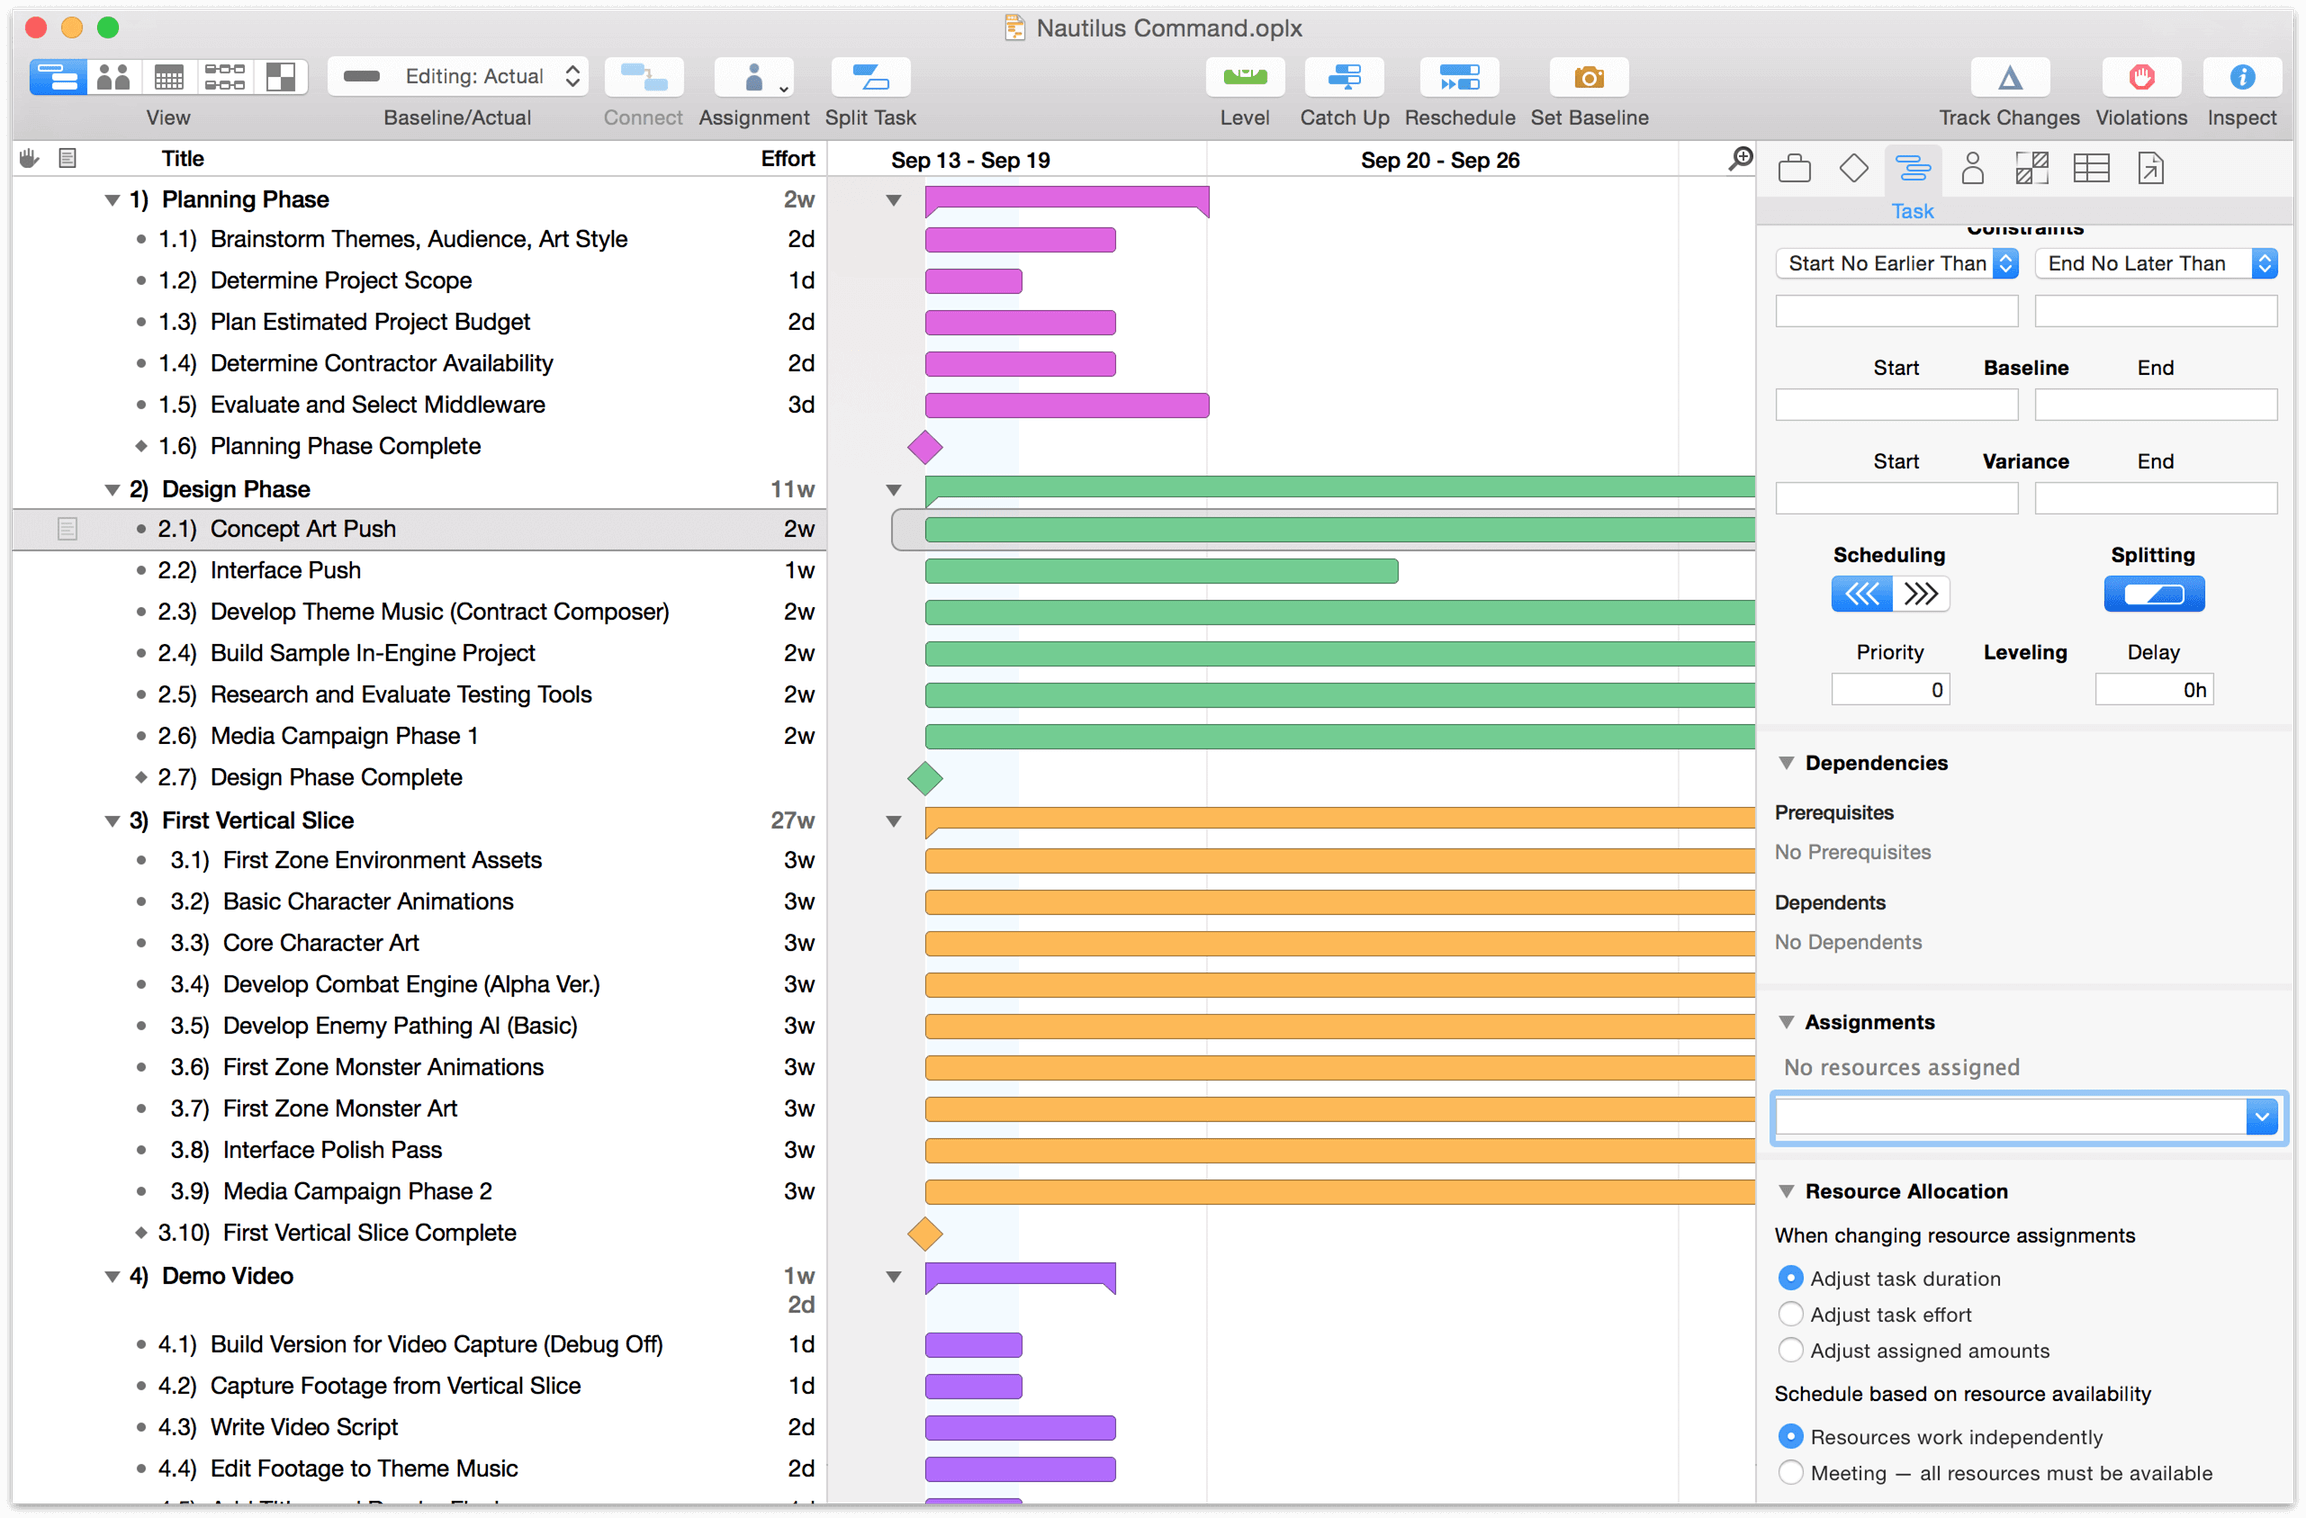 Nautilus Command.oplx
Editing: Actual
View Baseline/Actual Connect Assignment Split Task Level Catch Up Reschedule Set Baseline Track Changes Violations Inspect
Title Effort Sep 13 - Sep 19 Sep 20 - Sep 26
1) Planning Phase 2w
1.1) Brainstorm Themes, Audience, Art Style 2d
1.2) Determine Project Scope 1d
1.3) Plan Estimated Project Budget 2d
1.4) Determine Contractor Availability 2d
1.5) Evaluate and Select Middleware 3d
1.6) Planning Phase Complete
2) Design Phase 11w
2.1) Concept Art Push 2w
2.2) Interface Push 1w
2.3) Develop Theme Music (Contract Composer) 2w
2.4) Build Sample In-Engine Project 2w
2.5) Research and Evaluate Testing Tools 2w
2.6) Media Campaign Phase 1 2w
2.7) Design Phase Complete
3) First Vertical Slice 27w
3.1) First Zone Environment Assets 3w
3.2) Basic Character Animations 3w
3.3) Core Character Art 3w
3.4) Develop Combat Engine (Alpha Ver.) 3w
3.5) Develop Enemy Pathing AI (Basic) 3w
3.6) First Zone Monster Animations 3w
3.7) First Zone Monster Art 3w
3.8) Interface Polish Pass 3w
3.9) Media Campaign Phase 2 3w
3.10) First Vertical Slice Complete
4) Demo Video 1w
2d
4.1) Build Version for Video Capture (Debug Off) 1d
4.2) Capture Footage from Vertical Slice 1d
4.3) Write Video Script 2d
4.4) Edit Footage to Theme Music 2d
Task
Constraints
Start No Earlier Than End No Later Than
Start Baseline End
Start Variance End
Scheduling Splitting
Priority Leveling Delay
0 0h
Dependencies
Prerequisites
No Prerequisites
Dependents
No Dependents
Assignments
No resources assigned
Resource Allocation
When changing resource assignments
Adjust task duration
Adjust task effort
Adjust assigned amounts
Schedule based on resource availability
Resources work independently
Meeting — all resources must be available